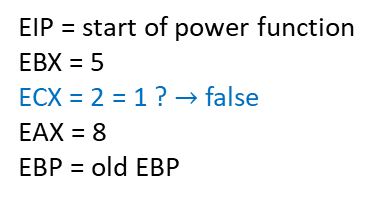 EIP = start of power function
EBX = 5
ECX = 2 = 1 ? → false
EAX = 8
EBP = old EBP